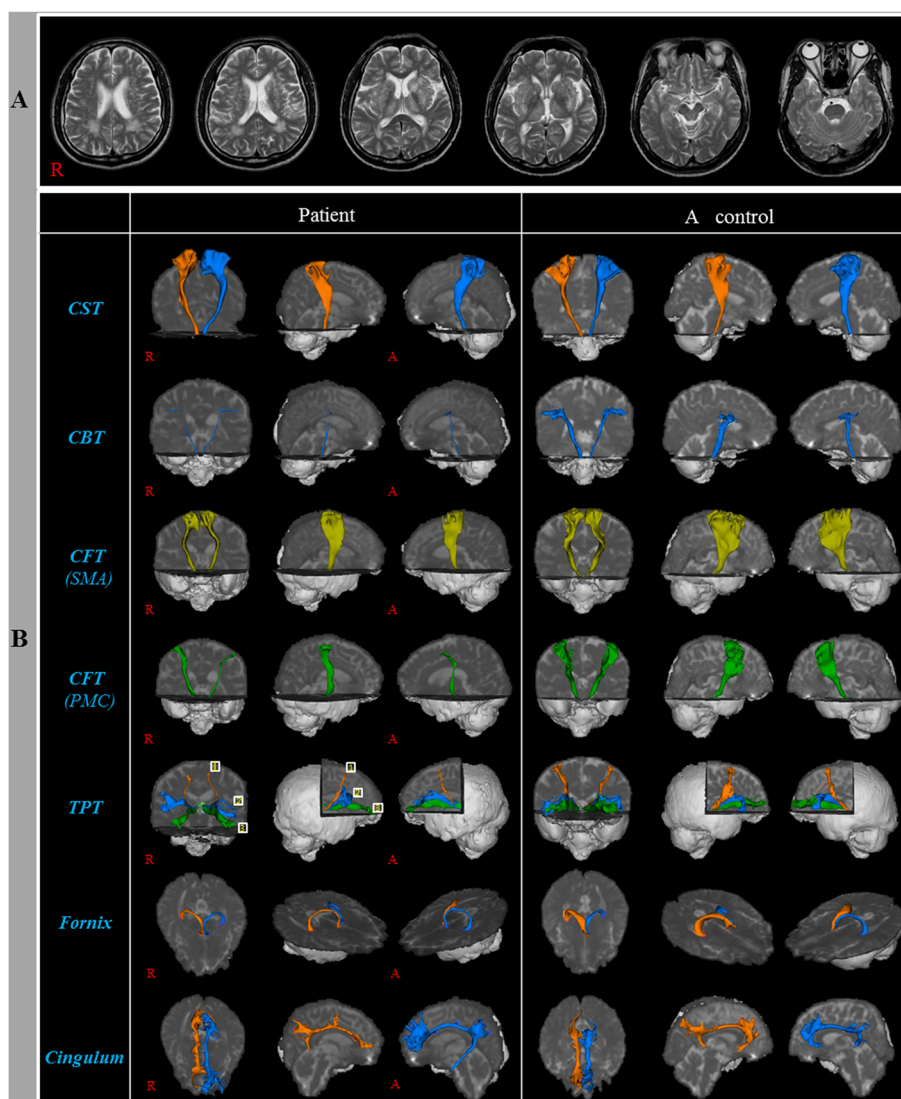 A
R
Patient
A control
CST
R
A
CBT
R
A
CFT
(SMA)
R
A
B
CFT
(PMC)
R
A
TPT
R
A
Fornix
R
A
Cingulum
R
A